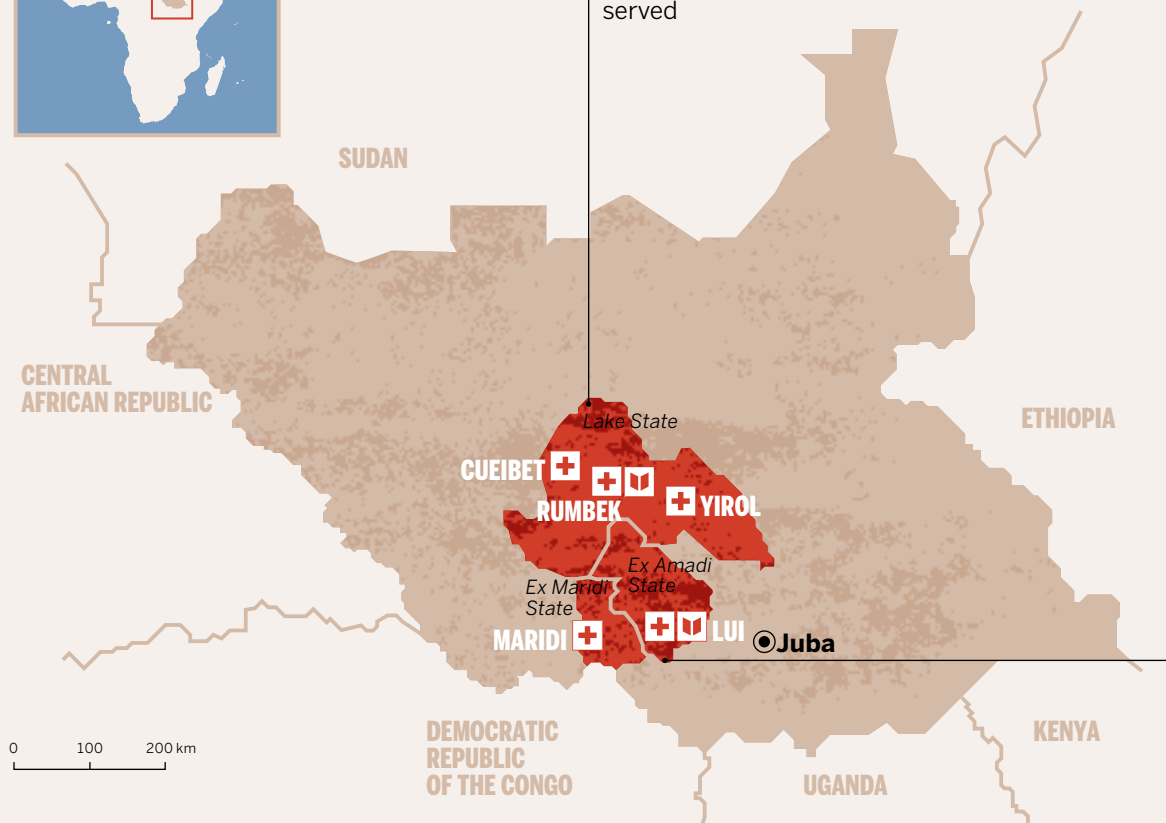 served
SUDAN
CENTRAL
AFRICAN REPUBLIC
ETHIOPIA
Lake State
CUEIBET
RUMBEK
YIROL
Ex Amadi
State
Ex Maridi
State
MARIDI
LUI
Juba
DEMOCRATIC
REPUBLIC
OF THE CONGO
KENYA
UGANDA
0 100 200 km